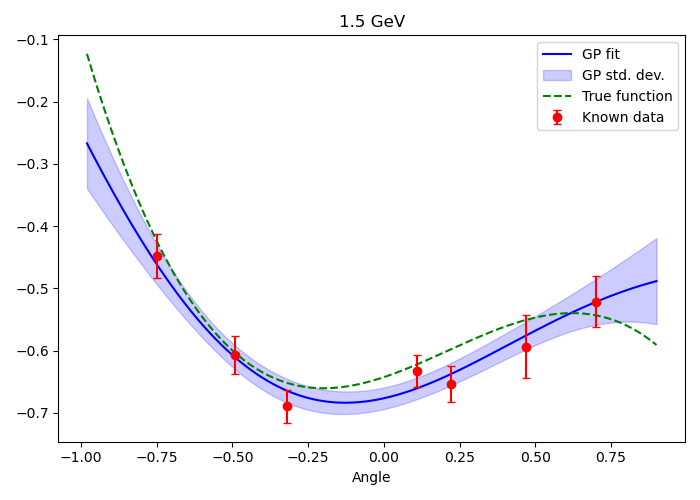 1.5 GeV
GP fit
GP std. dev.
True function
Known data
−0.1
−0.2
−0.3
−0.4
−0.5
−0.6
−0.7
−1.00 −0.75 −0.50 −0.25 0.00 0.25 0.50 0.75
Angle